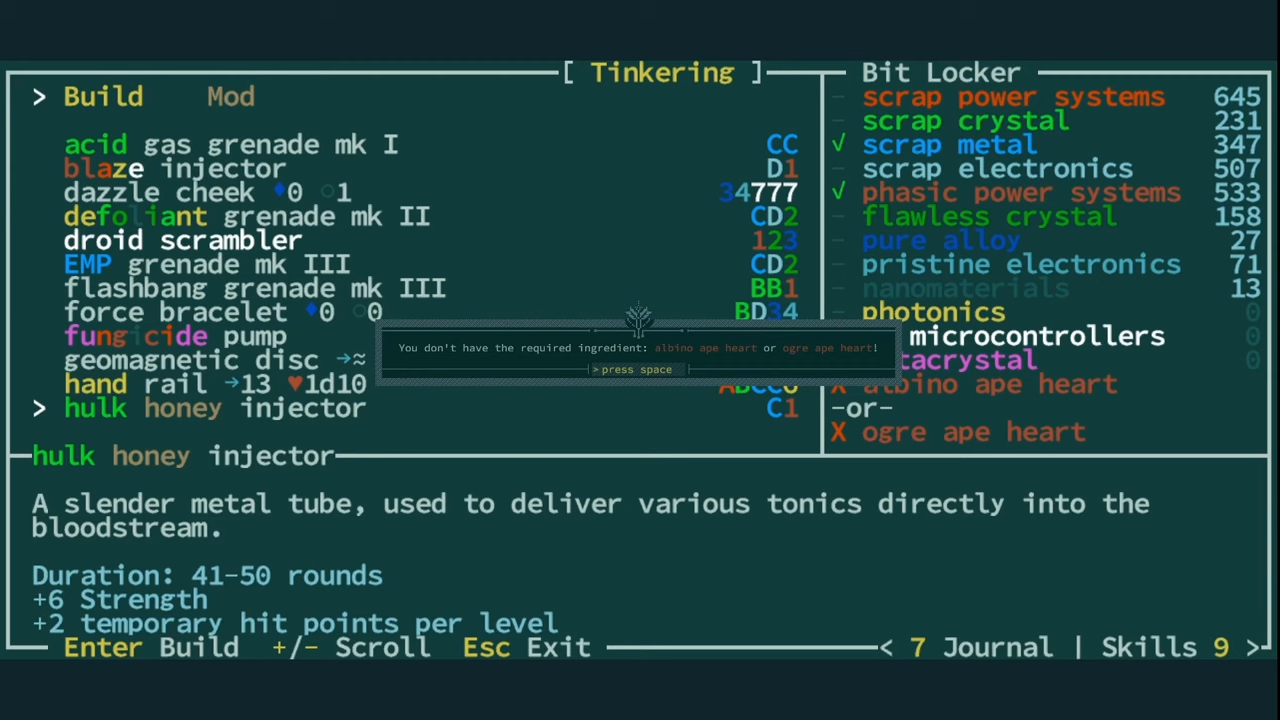 [ Tinkering ]
Bit Locker
> Build Mod
acid gas grenade mk I CC
blaze injector D1
dazzle cheek ♦0 ○1 34777
defoliant grenade mk II CD2
droid scrambler 123
EMP grenade mk III CD2
flashbang grenade mk III BB1
force bracelet ♦0 ○0 BD34
fungicide pump
geomagnetic disc →≈
hand rail →13 ♥1d10 ABCC6
> hulk honey injector C1
- scrap power systems 645
- scrap crystal 231
√ scrap metal 347
- scrap electronics 507
√ phasic power systems 533
- flawless crystal 158
- pure alloy 27
- pristine electronics 71
- nanomaterials 13
photonics 0
microcontrollers 0
tacrystal 0
X albino ape heart
-or-
X ogre ape heart
You don't have the required ingredient: albino ape heart or ogre ape heart!
> press space
hulk honey injector
A slender metal tube, used to deliver various tonics directly into the
bloodstream.
Duration: 41-50 rounds
+6 Strength
+2 temporary hit points per level
Enter Build +/- Scroll Esc Exit
< 7 Journal | Skills 9 >